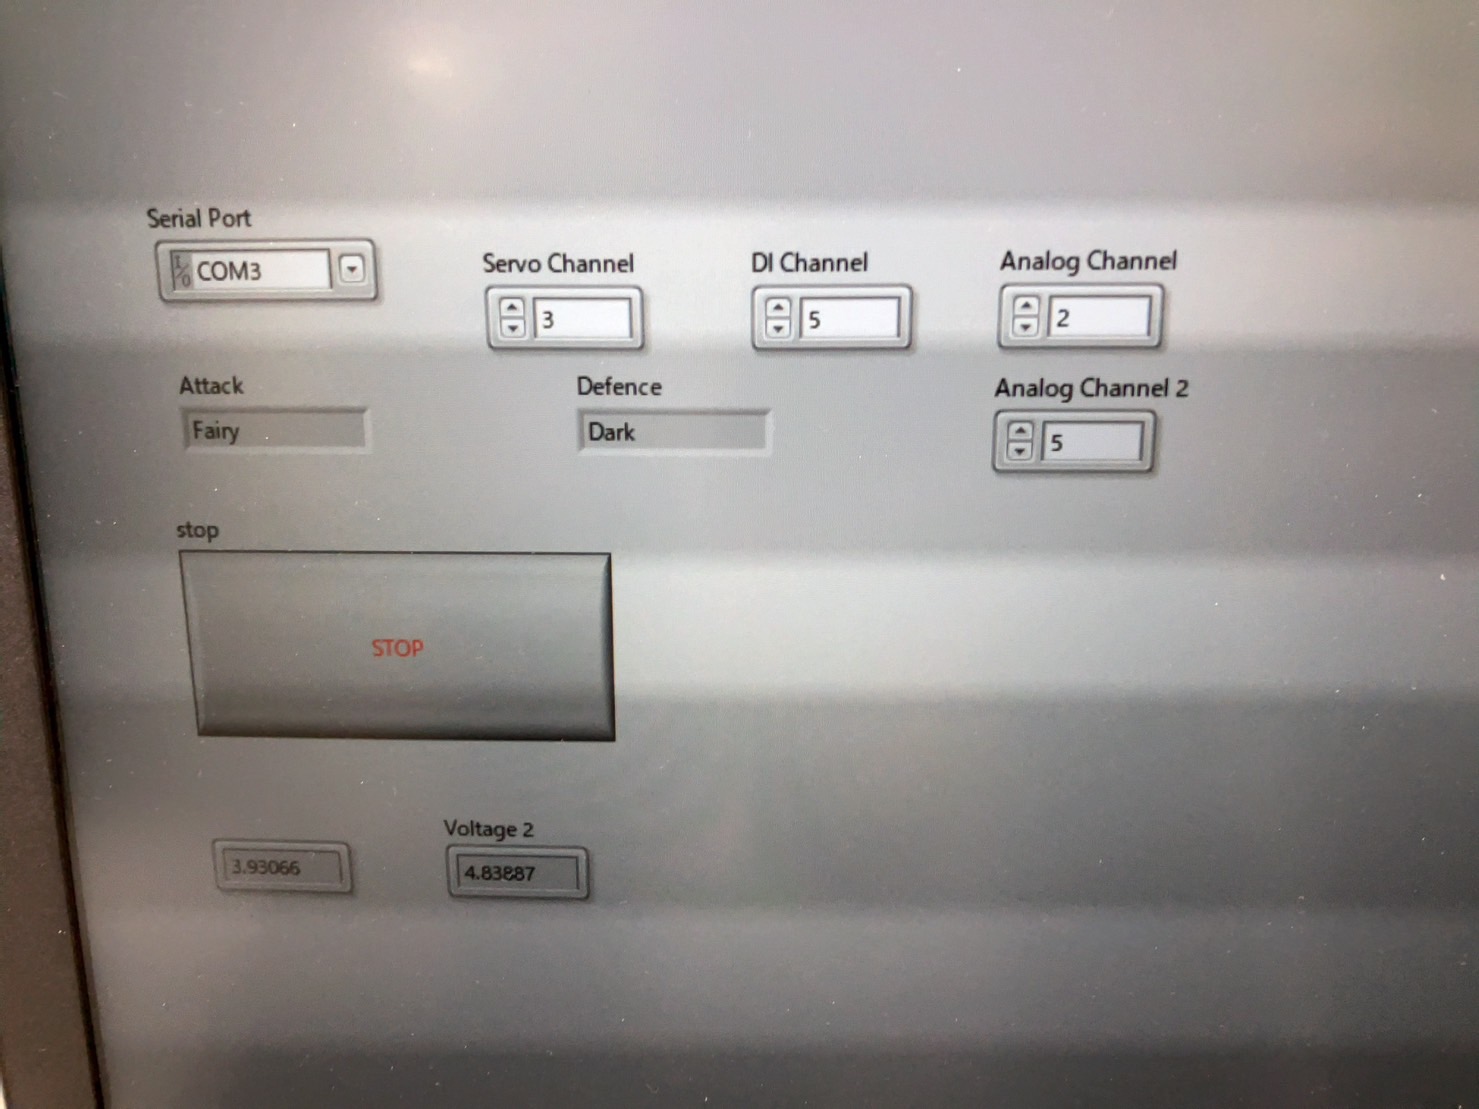 Serial Port
I/O COM3
Servo Channel
3
DI Channel
5
Analog Channel
2
Attack
Fairy
Defence
Dark
Analog Channel 2
5
stop
STOP
3.93066
Voltage 2
4.83887